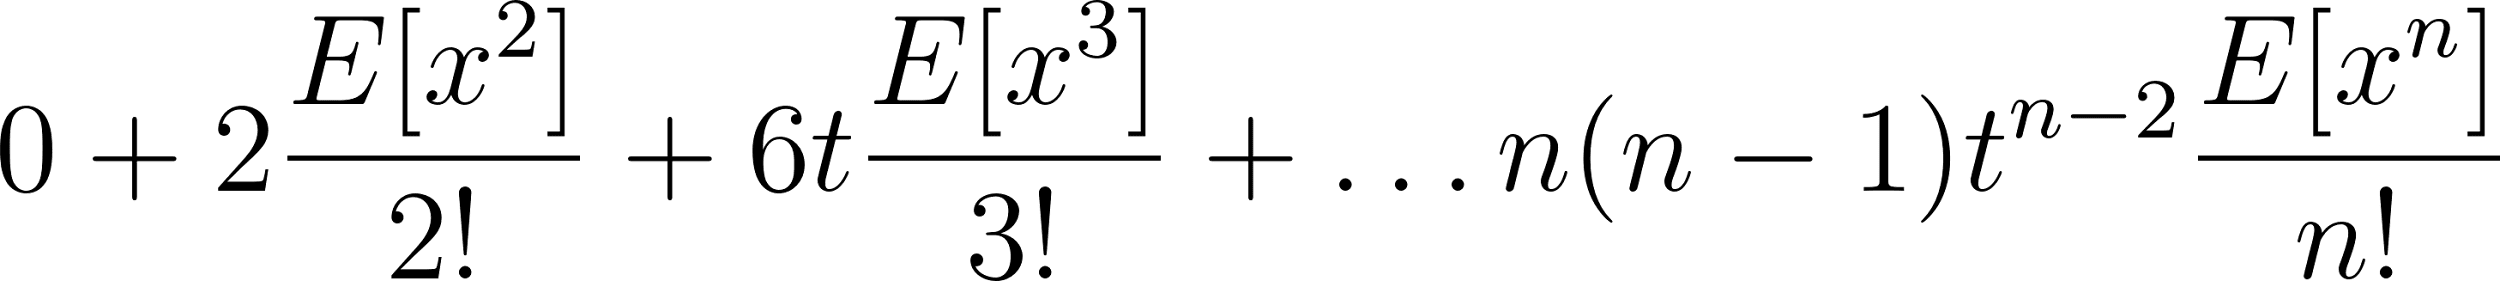 0 + 2\frac{E[x^2]}{2!} + 6t\frac{E[x^3]}{3!} + \ldots n(n-1)t^{n-2}\frac{E[x^n]}{n!}